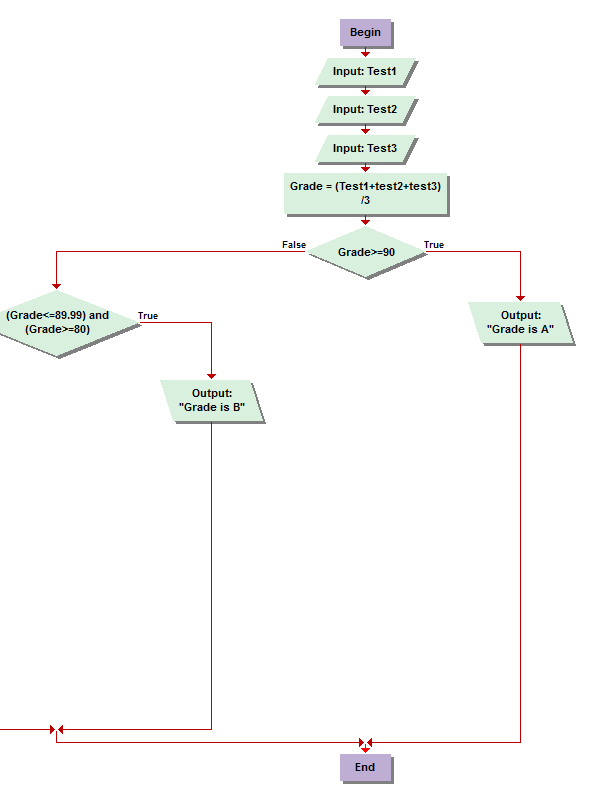 Begin
Input: Test1
Input: Test2
Input: Test3
Grade = (Test1+test2+test3)
/3
False
Grade>=90
True
(Grade<=89.99) and
(Grade>=80)
True
Output:
"Grade is A"
Output:
"Grade is B"
End